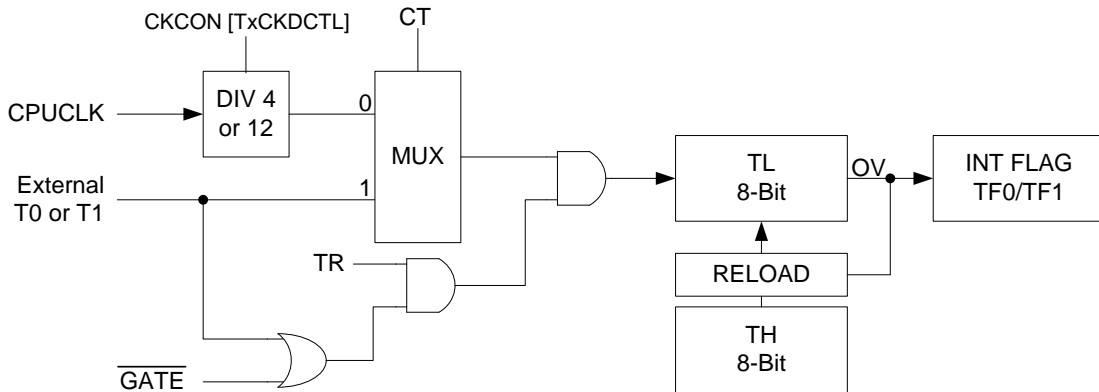 CKCON [TxCKDCTL]
CT
CPUCLK
DIV 4
or 12
0
MUX
External
T0 or T1
1
TR
GATE
TL
8-Bit
OV
INT FLAG
TF0/TF1
RELOAD
TH
8-Bit